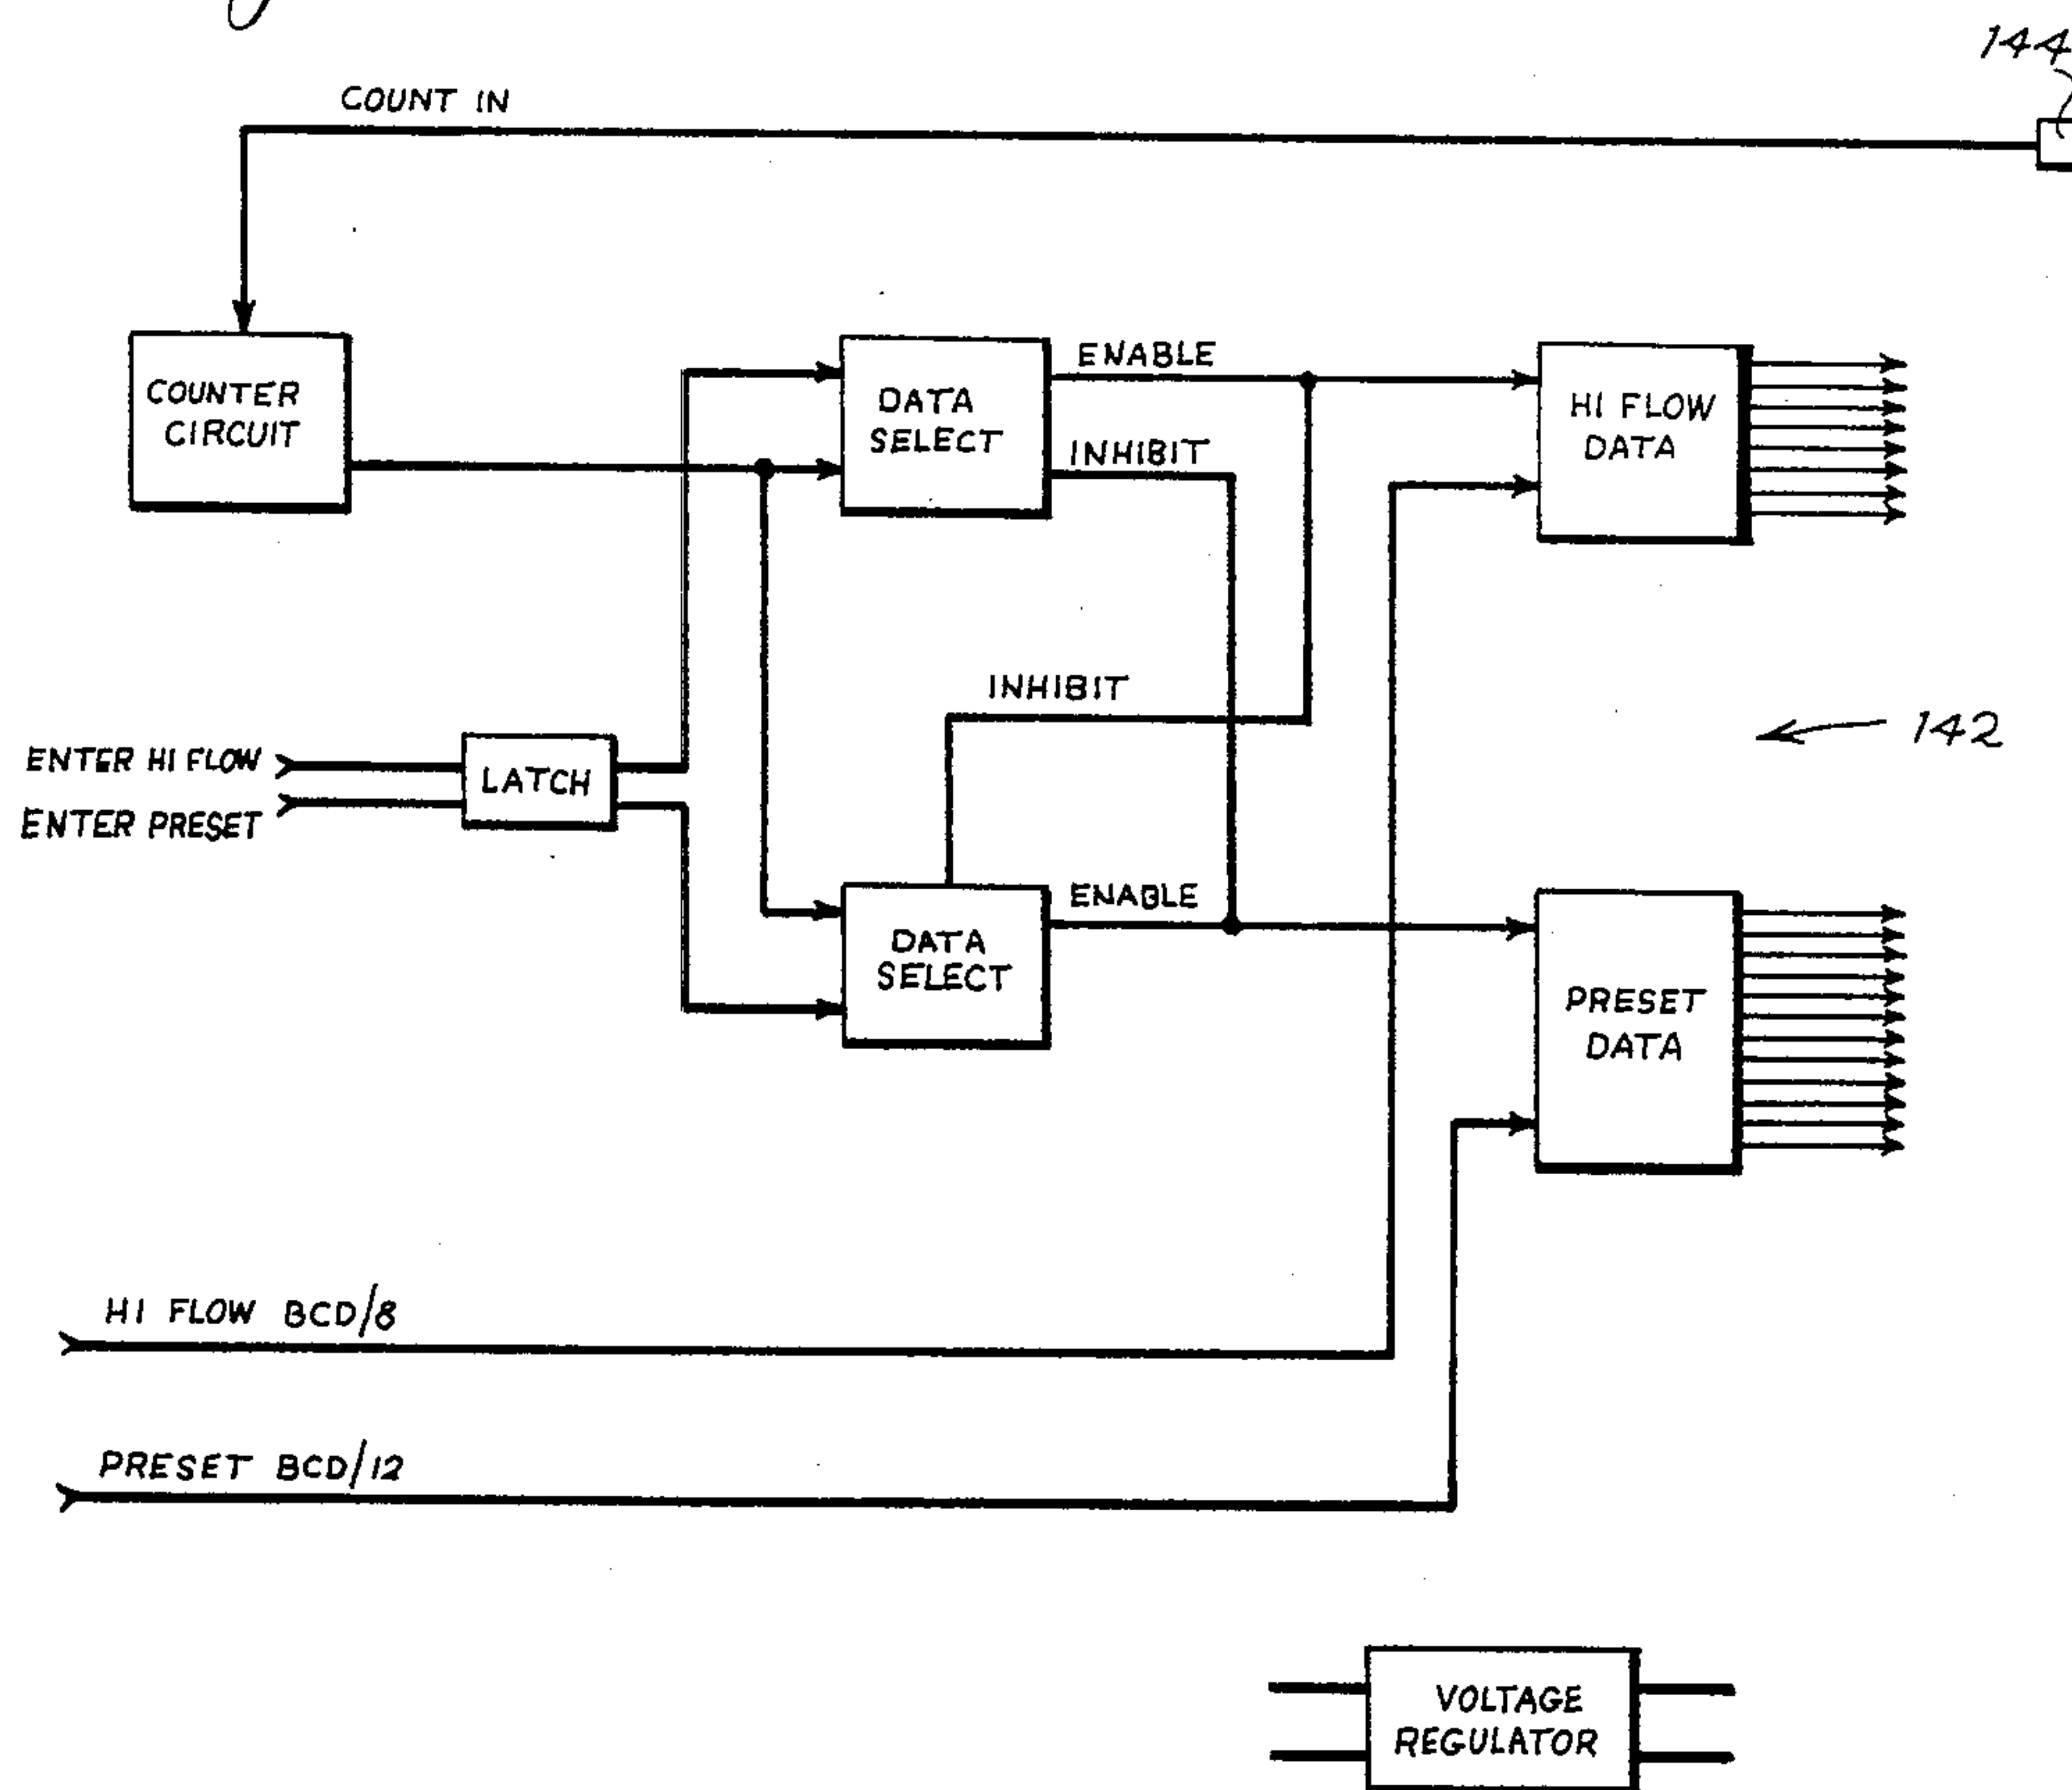 144
COUNT IN
COUNTER
CIRCUIT
DATA
SELECT
ENABLE
INHIBIT
HI FLOW
DATA
INHIBIT
142
ENTER HI FLOW
ENTER PRESET
LATCH
DATA
SELECT
ENABLE
PRESET
DATA
HI FLOW BCD/8
PRESET BCD/12
VOLTAGE
REGULATOR